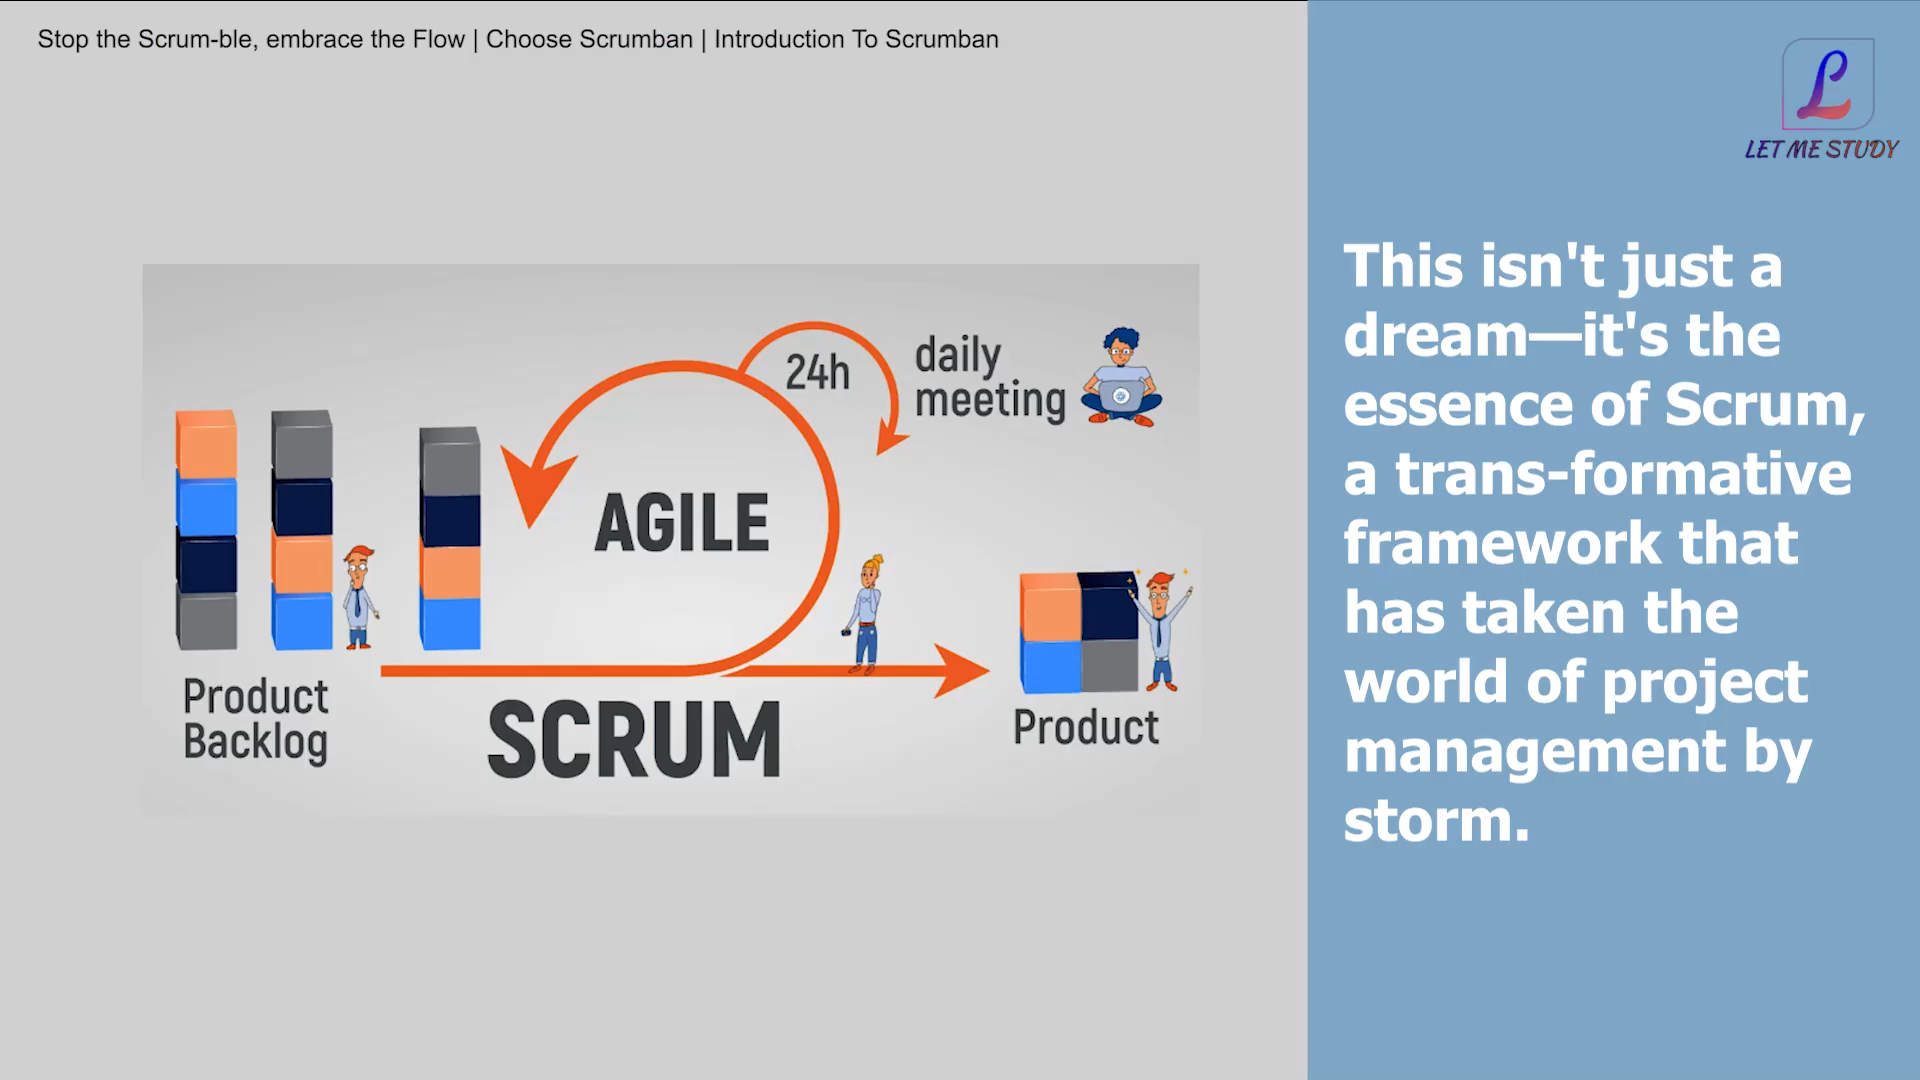 Stop the Scrum-ble, embrace the Flow | Choose Scrumban | Introduction To Scrumban
L
LET ME STUDY
24h
daily
meeting
AGILE
Product
Backlog
SCRUM
Product
This isn't just a
dream—it's the
essence of Scrum,
a trans-formative
framework that
has taken the
world of project
management by
storm.